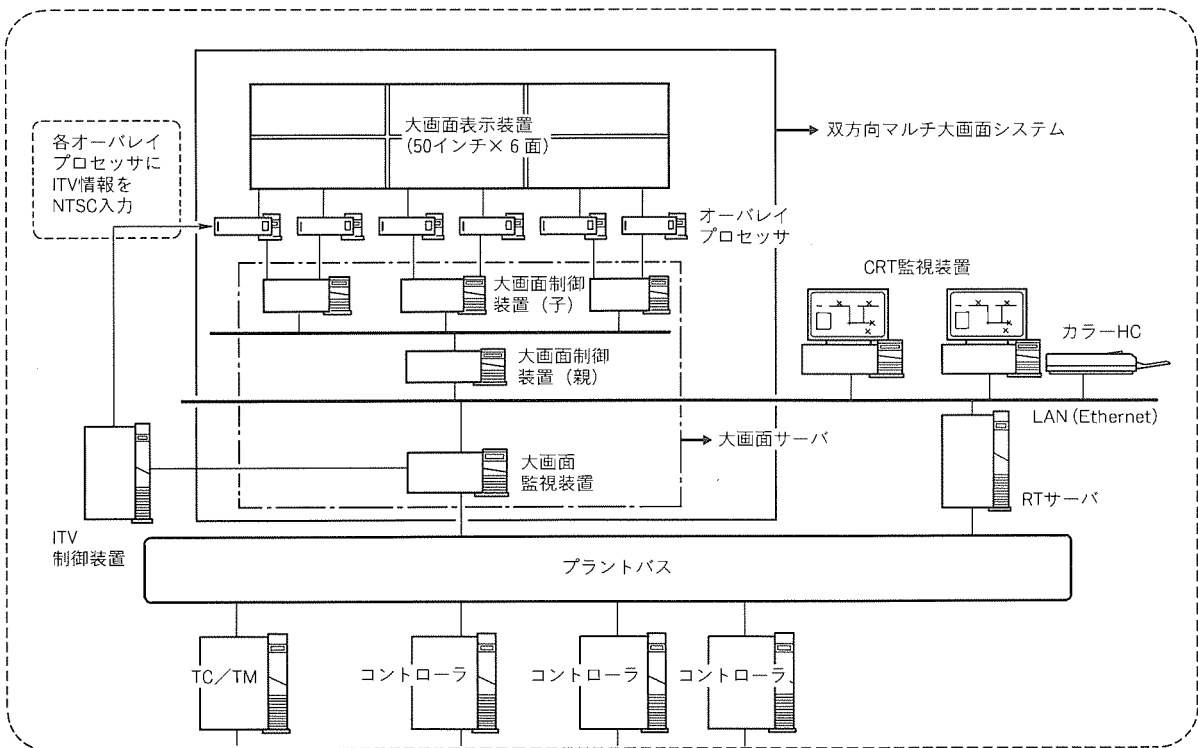 大画面表示装置
(50インチ×6面)
双方向マルチ大画面システム
各オーバレイ
プロセッサに
ITV情報を
NTSC入力
オーバレイ
プロセッサ
大画面制御
装置（子）
CRT監視装置
カラーHC
大画面制御
装置（親）
LAN (Ethernet)
大画面サーバ
大画面
監視装置
RTサーバ
ITV
制御装置
プラントバス
TC／TM
コントローラ
コントローラ
コントローラ